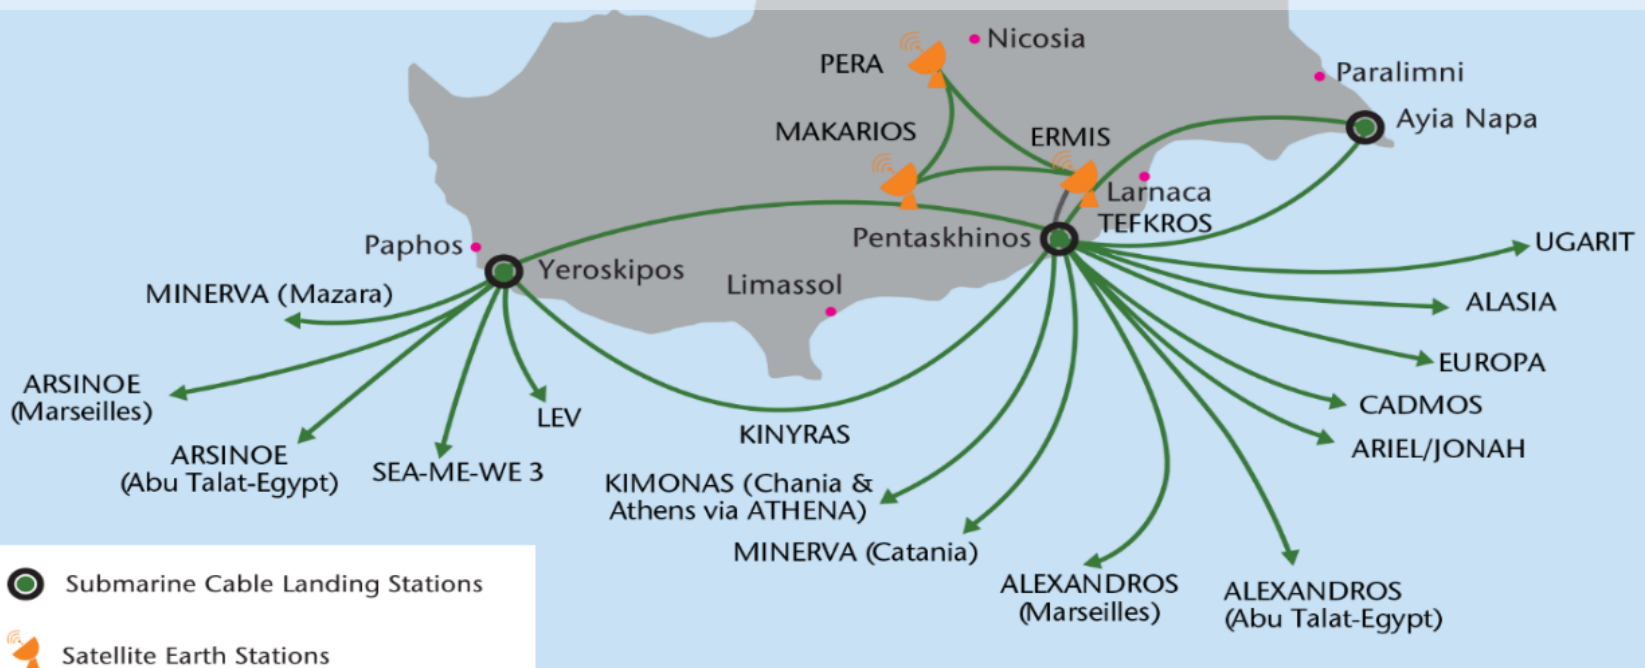 Nicosia
PERA
Paralimni
Ayia Napa
MAKARIOS
ERMIS
Larnaca
TEFKROS
Pentaskhinos
Paphos
Yeroskipos
Limassol
UGARIT
MINERVA (Mazara)
ALASIA
EUROPA
ARSINOE
(Marseilles)
CADMOS
LEV
KINYRAS
ARIEL/JONAH
ARSINOE
(Abu Talat-Egypt)
SEA-ME-WE 3
KIMONAS (Chania &
Athens via ATHENA)
MINERVA (Catania)
ALEXANDROS
(Marseilles)
ALEXANDROS
(Abu Talat-Egypt)
Submarine Cable Landing Stations
Satellite Earth Stations